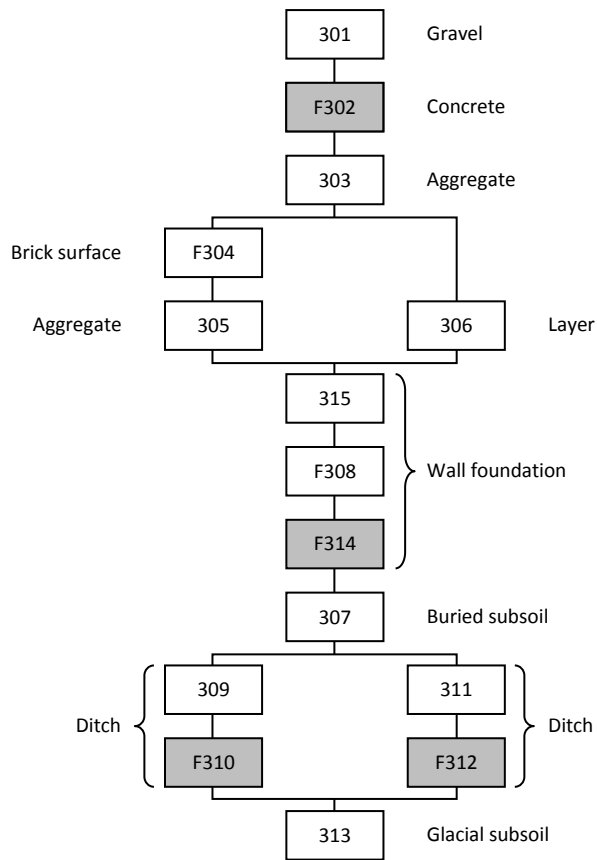 301 Gravel
F302 Concrete
303 Aggregate
Brick surface F304
Aggregate 305 306 Layer
315
F308 Wall foundation
F314
307 Buried subsoil
309 311
Ditch Ditch
F310 F312
313 Glacial subsoil